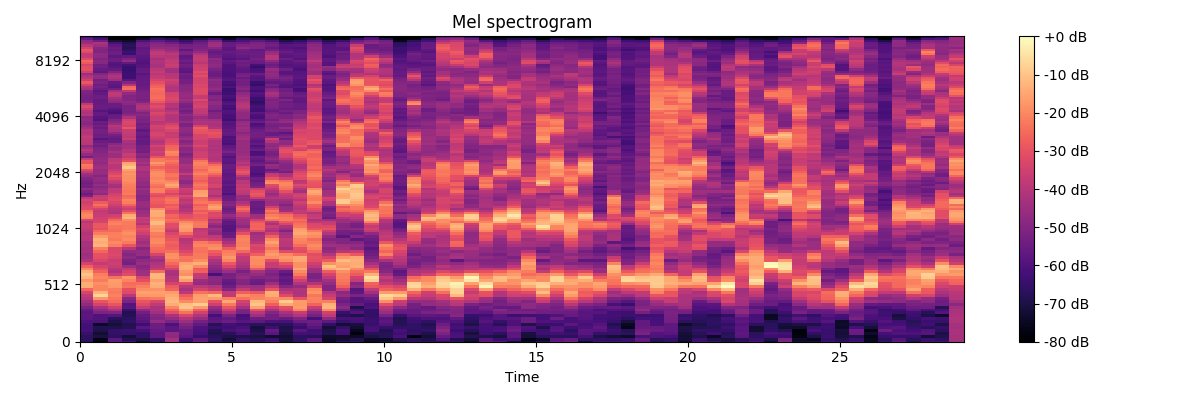 Mel spectrogram
8192
4096
2048
1024
512
0
Hz
0 5 10 15 20 25
Time
+0 dB
-10 dB
-20 dB
-30 dB
-40 dB
-50 dB
-60 dB
-70 dB
-80 dB